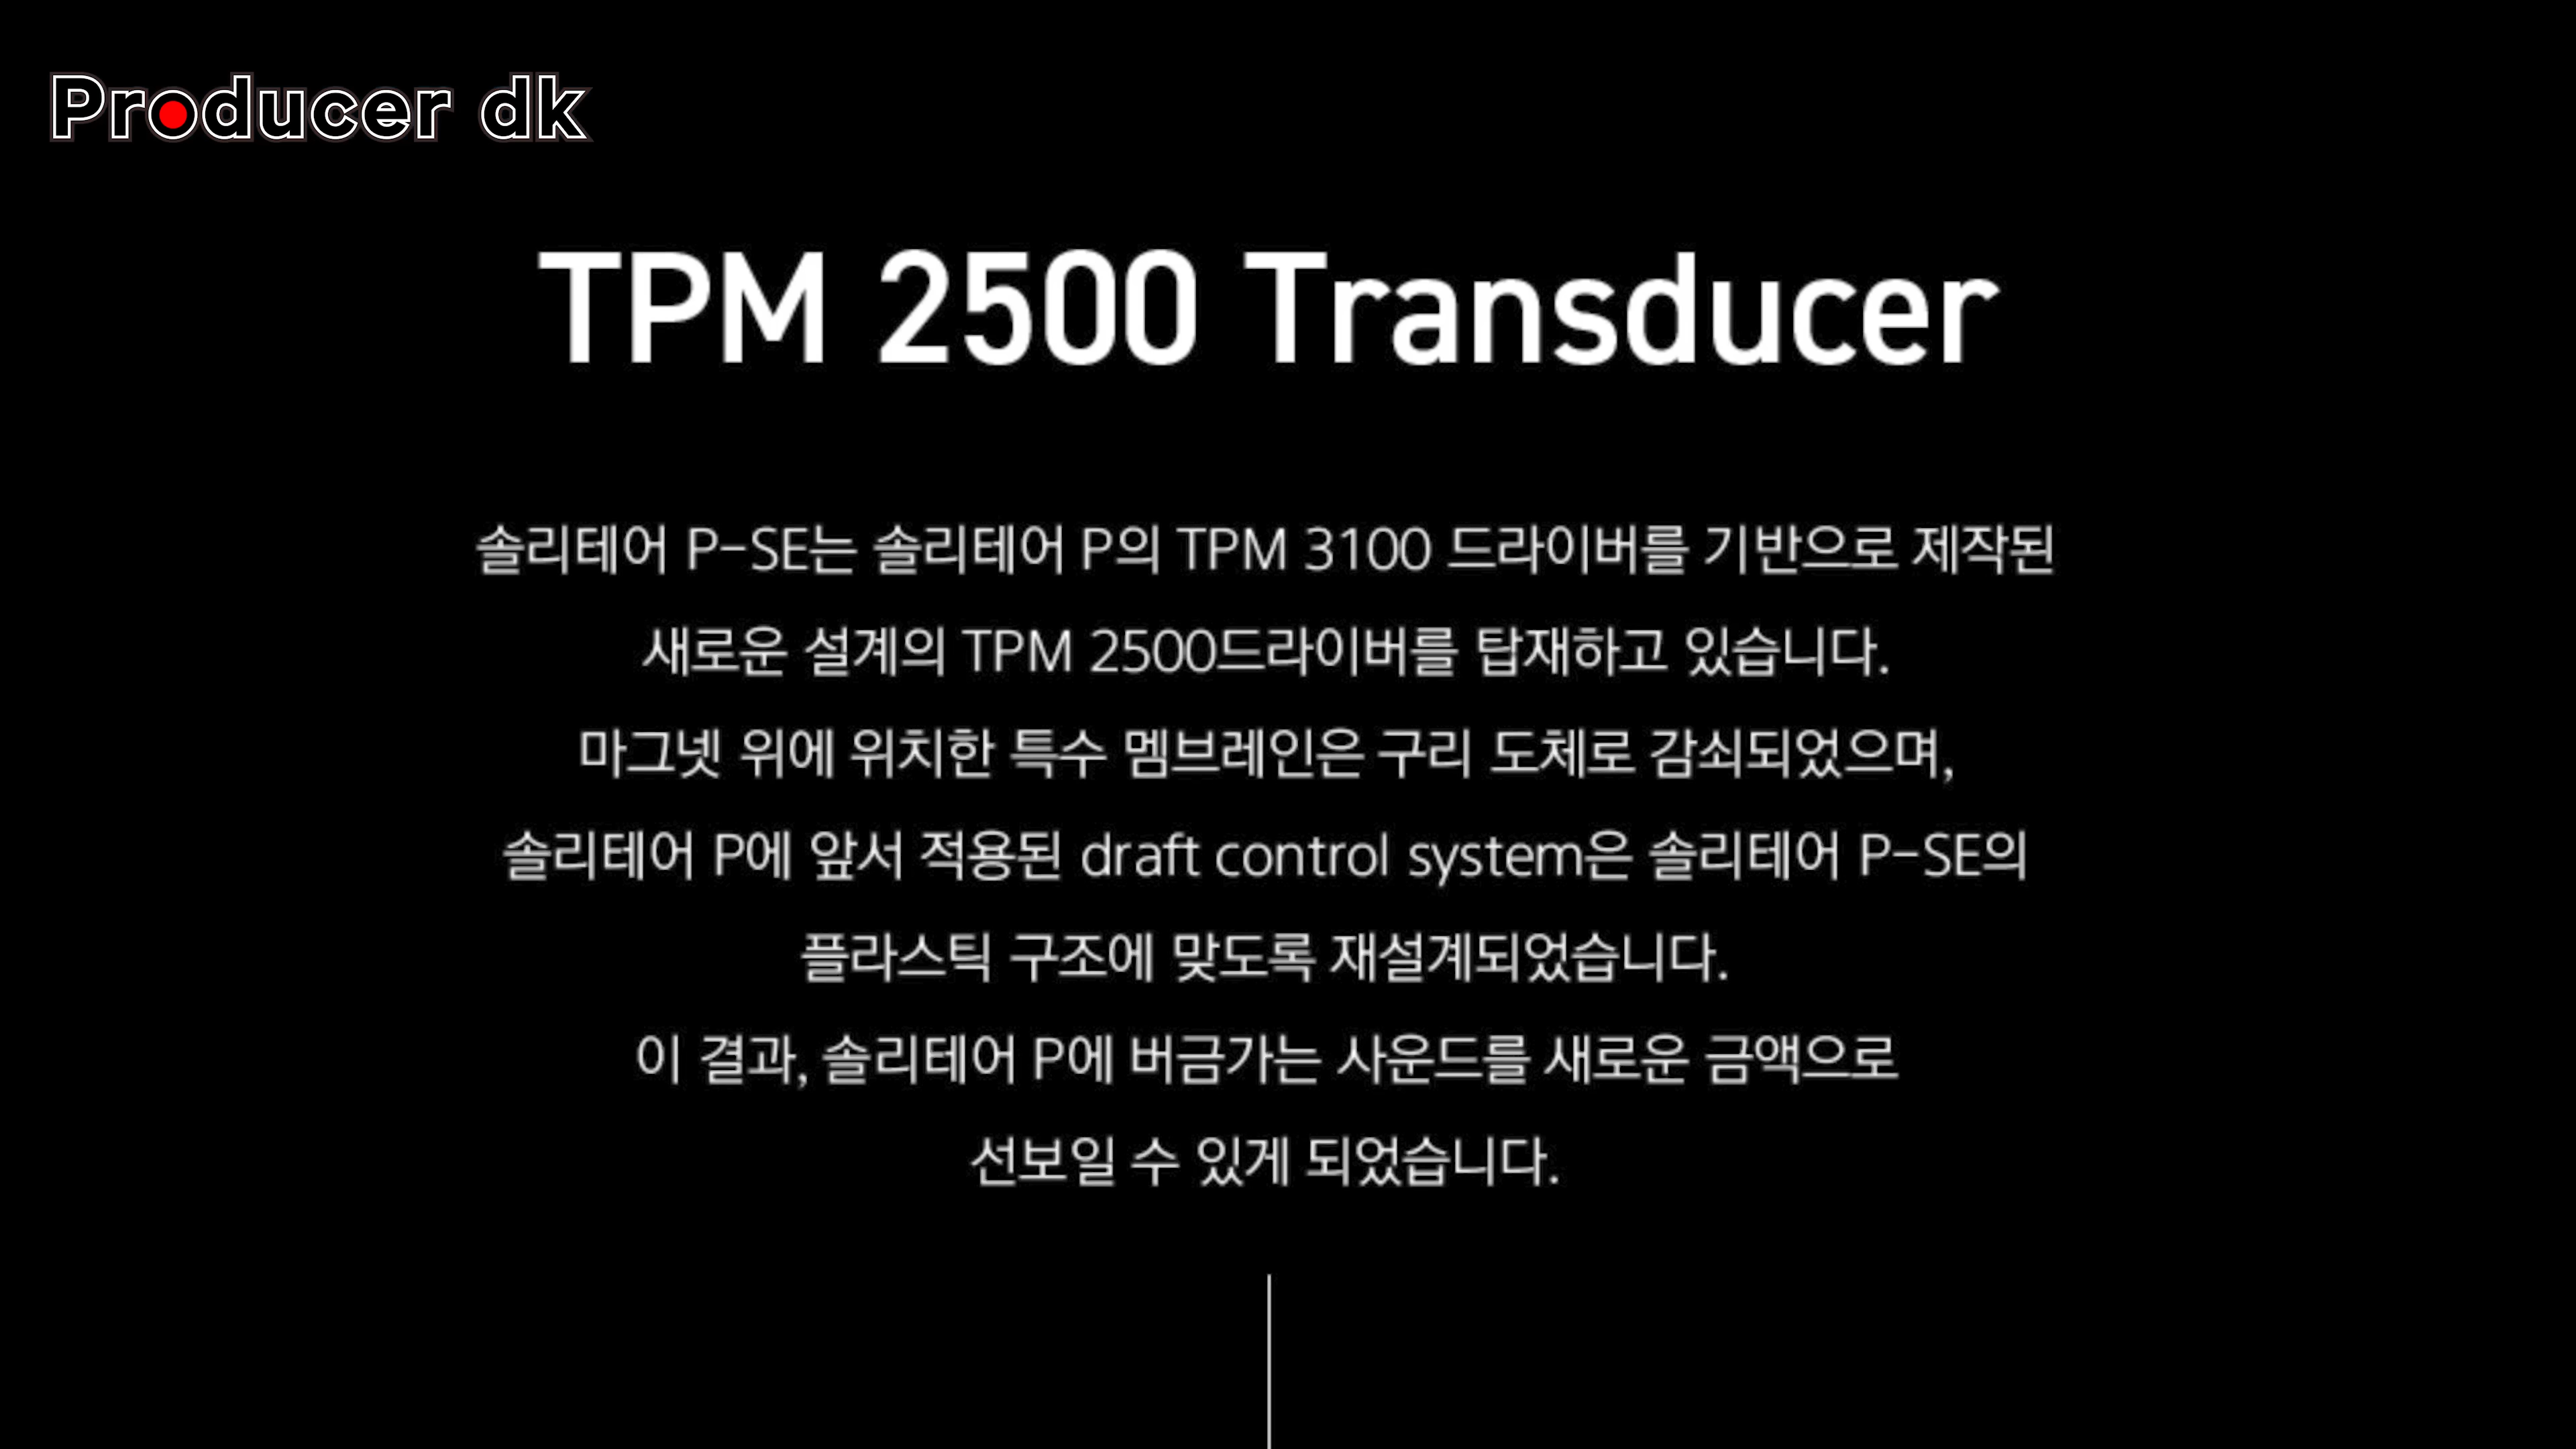 Producer dk
TPM 2500 Transducer
솔리테어 P-SE는 솔리테어 P의 TPM 3100 드라이버를 기반으로 제작된
새로운 설계의 TPM 2500드라이버를 탑재하고 있습니다.
마그넷 위에 위치한 특수 멤브레인은 구리 도체로 감쇠되었으며,
솔리테어 P에 앞서 적용된 draft control system은 솔리테어 P-SE의
플라스틱 구조에 맞도록 재설계되었습니다.
이 결과, 솔리테어 P에 버금가는 사운드를 새로운 금액으로
선보일 수 있게 되었습니다.